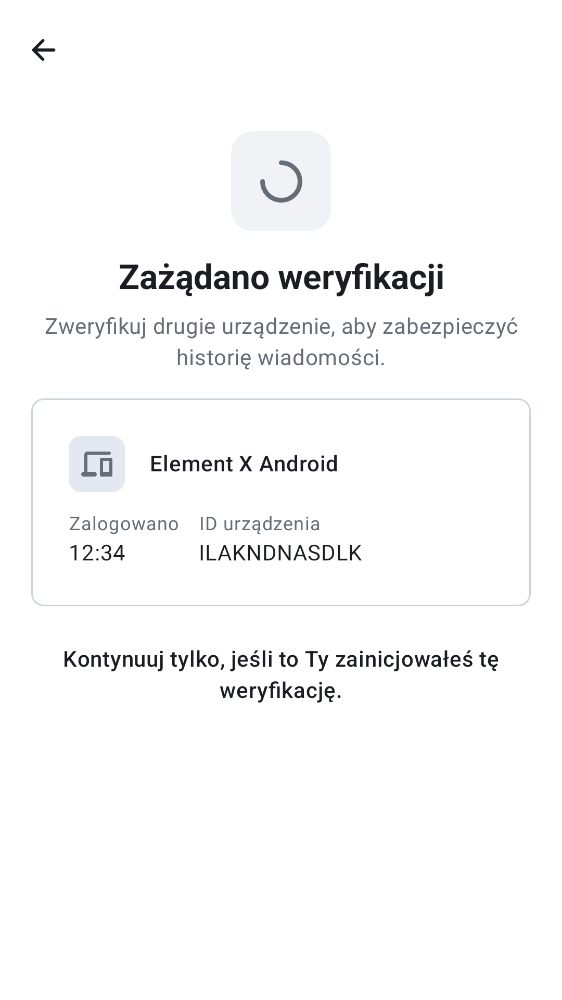 Zażądano weryfikacji
Zweryfikuj drugie urządzenie, aby zabezpieczyć
historię wiadomości.
Element X Android
Zalogowano ID urządzenia
12:34 ILAKNDNASDLK
Kontynuuj tylko, jeśli to Ty zainicjowałeś tę
weryfikację.